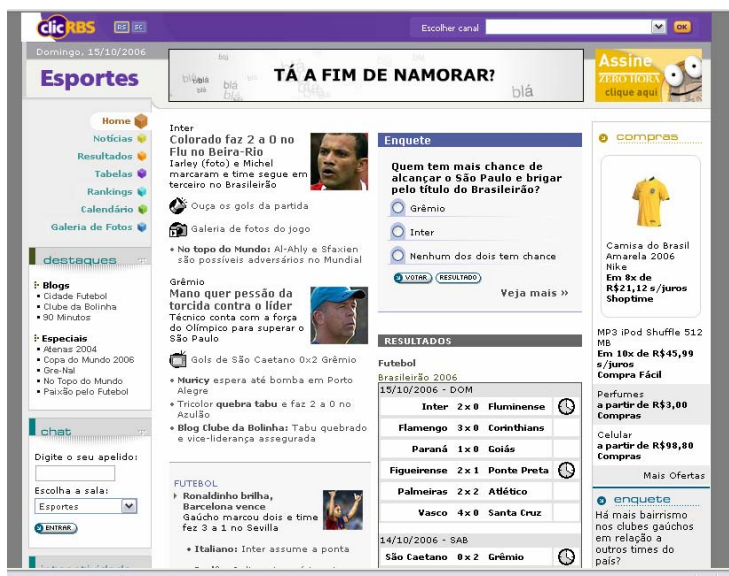 clicRBS
RS
SC
Escolher canal
OK
Domingo, 15/10/2006
Esportes
blá
blá
blá
blá
TÁ A FIM DE NAMORAR?
blá
Assine
ZERO HORA
clique aqui
Home
Notícias
Resultados
Tabelas
Rankings
Calendário
Galeria de Fotos
destaques
Blogs
Cidade Futebol
Clube da Bolinha
90 Minutos
Especiais
Atenas 2004
Copa do Mundo 2006
Gre-Nal
No Topo do Mundo
Paixão pelo Futebol
chat
Digite o seu apelido:
Escolha a sala:
Esportes
ENTRAR
Inter
Colorado faz 2 a 0 no
Flu no Beira-Rio
Iarley (foto) e Michel
marcaram e time segue em
terceiro no Brasileirão
Ouça os gols da partida
Galeria de fotos do jogo
• No topo do Mundo: Al-Ahly e Sfaxien
são possíveis adversários no Mundial
Grêmio
Mano quer pessão da
torcida contra o líder
Técnico conta com a força
do Olímpico para superar o
São Paulo
Gols de São Caetano 0x2 Grêmio
• Muricy espera até bomba em Porto
Alegre
• Tricolor quebra tabu e faz 2 a 0 no
Azulão
• Blog Clube da Bolinha: Tabu quebrado
e vice-liderança assegurada
FUTEBOL
Ronaldinho brilha,
Barcelona vence
Gaúcho marcou dois e time
fez 3 a 1 no Sevilla
• Italiano: Inter assume a ponta
Enquete
Quem tem mais chance de
alcançar o São Paulo e brigar
pelo título do Brasileirão?
Grêmio
Inter
Nenhum dos dois tem chance
VOTAR
RESULTADO
Veja mais »
RESULTADOS
Futebol
Brasileirão 2006
15/10/2006 - DOM
Inter 2 x 0 Fluminense
Flamengo 3 x 0 Corinthians
Paraná 1 x 0 Goiás
Figueirense 2 x 1 Ponte Preta
Palmeiras 2 x 2 Atlético
Vasco 4 x 0 Santa Cruz
14/10/2006 - SAB
São Caetano 0 x 2 Grêmio
compras
Camisa do Brasil
Amarela 2006
Nike
Em 8x de
R$21,12 s/juros
Shoptime
MP3 iPod Shuffle 512
MB
Em 10x de R$45,99
s/juros
Compra Fácil
Perfumes
a partir de R$3,00
Compras
Celular
a partir de R$98,80
Compras
Mais Ofertas
enquete
Há mais bairrismo
nos clubes gaúchos
em relação a
outros times do
país?